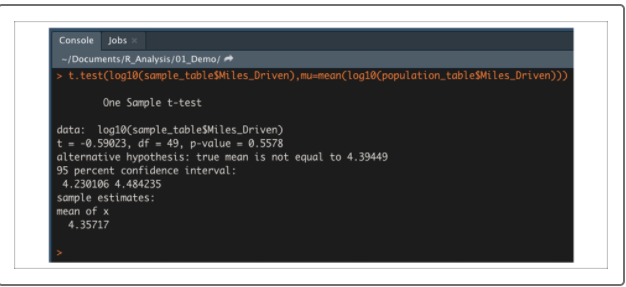 Console Jobs ×
~/Documents/R_Analysis/01_Demo/
> t.test(log10(sample_table$Miles_Driven),mu=mean(log10(population_table$Miles_Driven)))
One Sample t-test
data:  log10(sample_table$Miles_Driven)
t = -0.59023, df = 49, p-value = 0.5578
alternative hypothesis: true mean is not equal to 4.39449
95 percent confidence interval:
4.230106 4.484235
sample estimates:
mean of x
4.35717
>